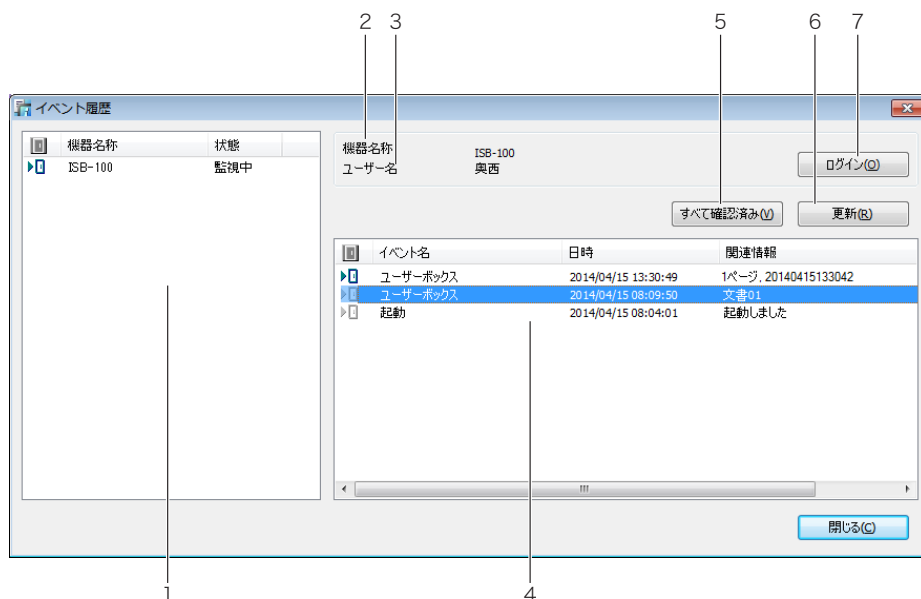 2 3 5 6 7
イベント履歴
機器名称 状態
ISB-100 監視中
機器名称 ISB-100
ユーザー名 奥西
ログイン(O)
すべて確認済み(V) 更新(R)
イベント名 日時 関連情報
ユーザーボックス 2014/04/15 13:30:49 1ページ, 20140415133042
ユーザーボックス 2014/04/15 08:09:50 文書01
起動 2014/04/15 08:04:01 起動しました
閉じる(C)
1 4